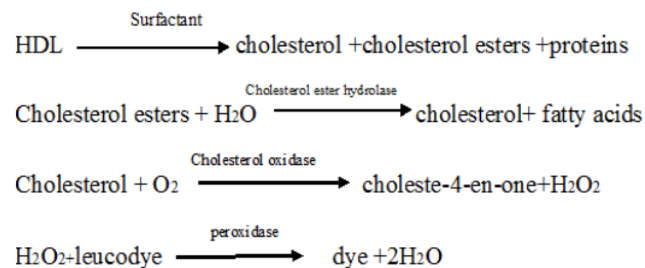 Surfactant
HDL → cholesterol +cholesterol esters +proteins
Cholesterol ester hydrolase
Cholesterol esters + H2O → cholesterol+ fatty acids
Cholesterol oxidase
Cholesterol + O2 → choleste-4-en-one+H2O2
peroxidase
H2O2+leucodye → dye +2H2O